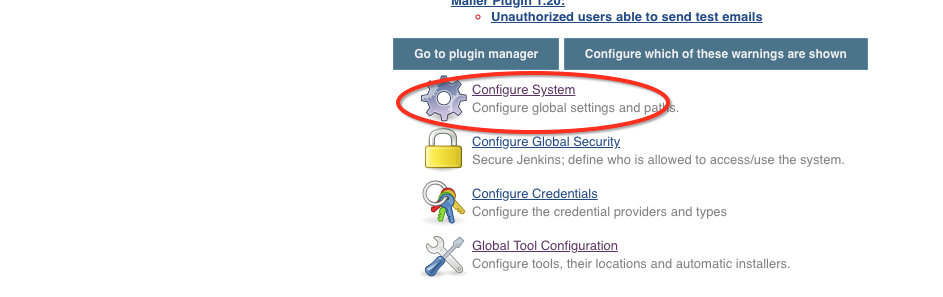 Mailer Plugin 1.20:
Unauthorized users able to send test emails
Go to plugin manager
Configure which of these warnings are shown
Configure System
Configure global settings and paths.
Configure Global Security
Secure Jenkins; define who is allowed to access/use the system.
Configure Credentials
Configure the credential providers and types
Global Tool Configuration
Configure tools, their locations and automatic installers.